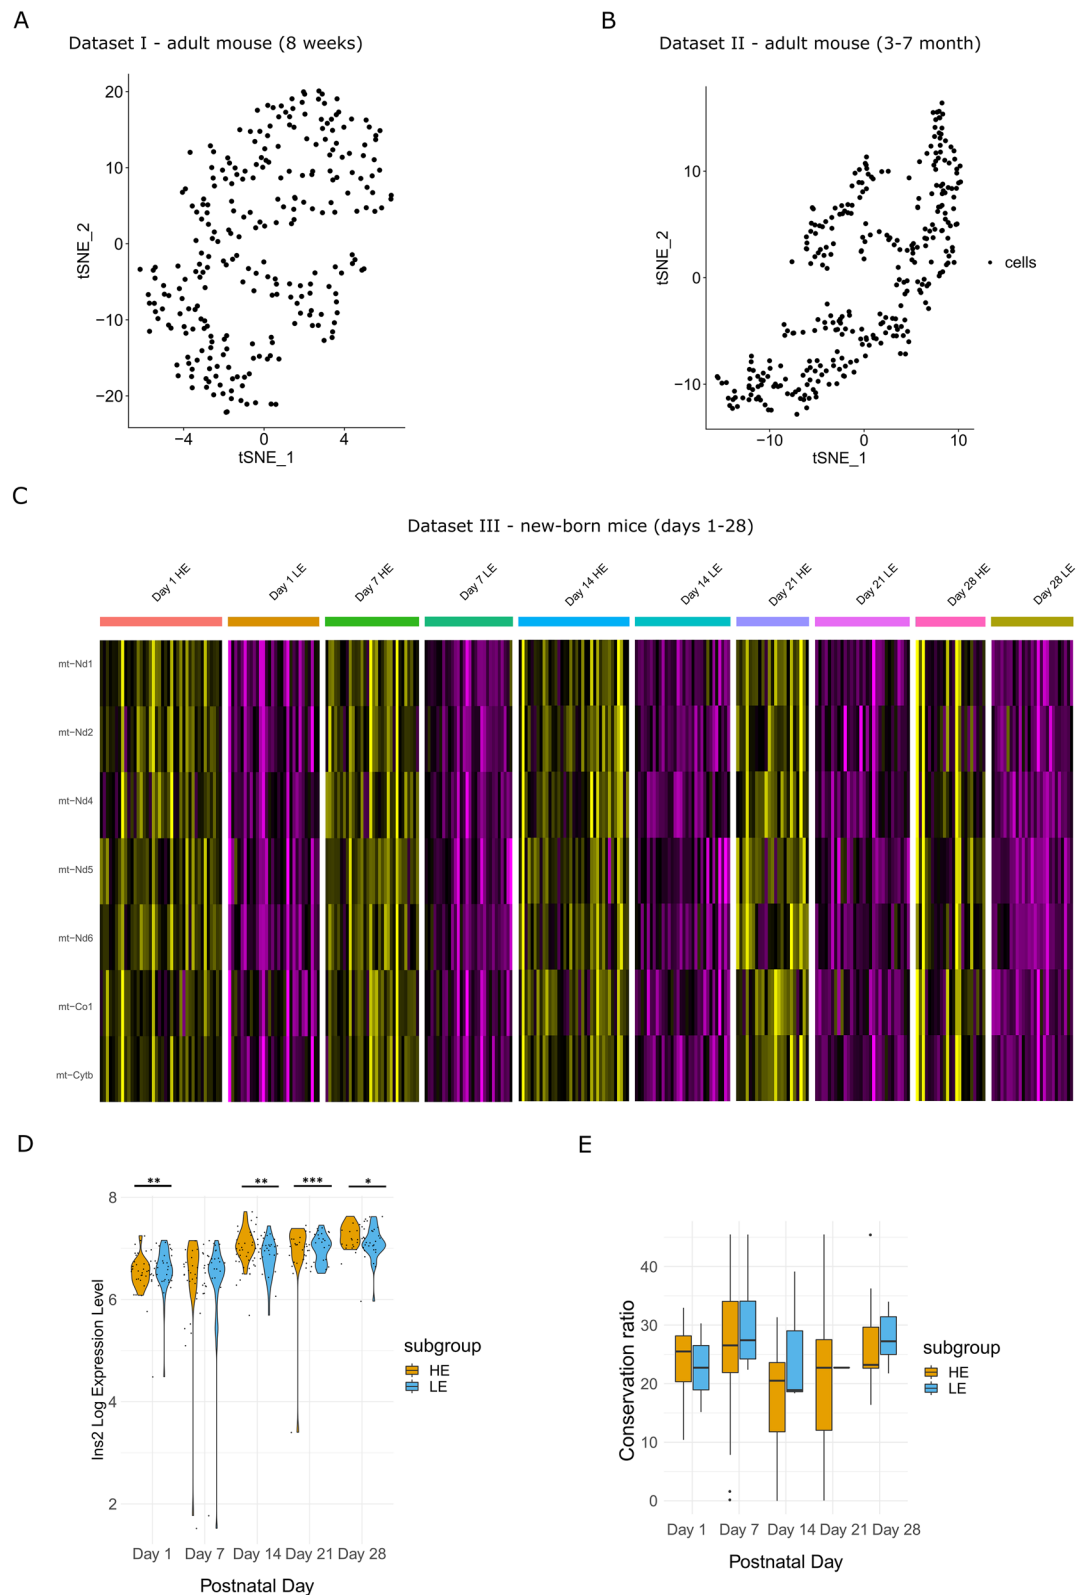 A
Dataset I - adult mouse (8 weeks)
20
10
0
−10
−20
tSNE_2
−4
0
4
tSNE_1
B
Dataset II - adult mouse (3-7 month)
10
0
−10
tSNE_2
−10
0
10
tSNE_1
cells
C
Dataset III - new-born mice (days 1-28)
Day 1 HE
Day 1 LE
Day 7 HE
Day 7 LE
Day 14 HE
Day 14 LE
Day 21 HE
Day 21 LE
Day 28 HE
Day 28 LE
mt−Nd1
mt−Nd2
mt−Nd4
mt−Nd5
mt−Nd6
mt−Co1
mt−Cytb
D
8
6
4
2
Ins2 Log Expression Level
**
**
***
*
Day 1
Day 7
Day 14
Day 21
Day 28
Postnatal Day
subgroup
HE
LE
E
40
30
20
10
0
Conservation ratio
Day 1
Day 7
Day 14
Day 21
Day 28
Postnatal Day
subgroup
HE
LE